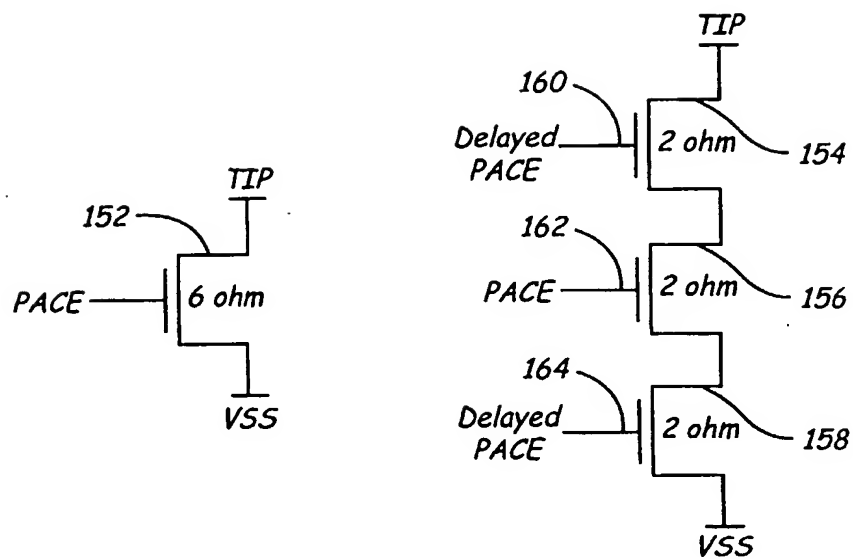 TIP
152
PACE
6 ohm
VSS
TIP
160
Delayed
PACE
2 ohm
154
162
PACE
2 ohm
156
164
Delayed
PACE
2 ohm
158
VSS